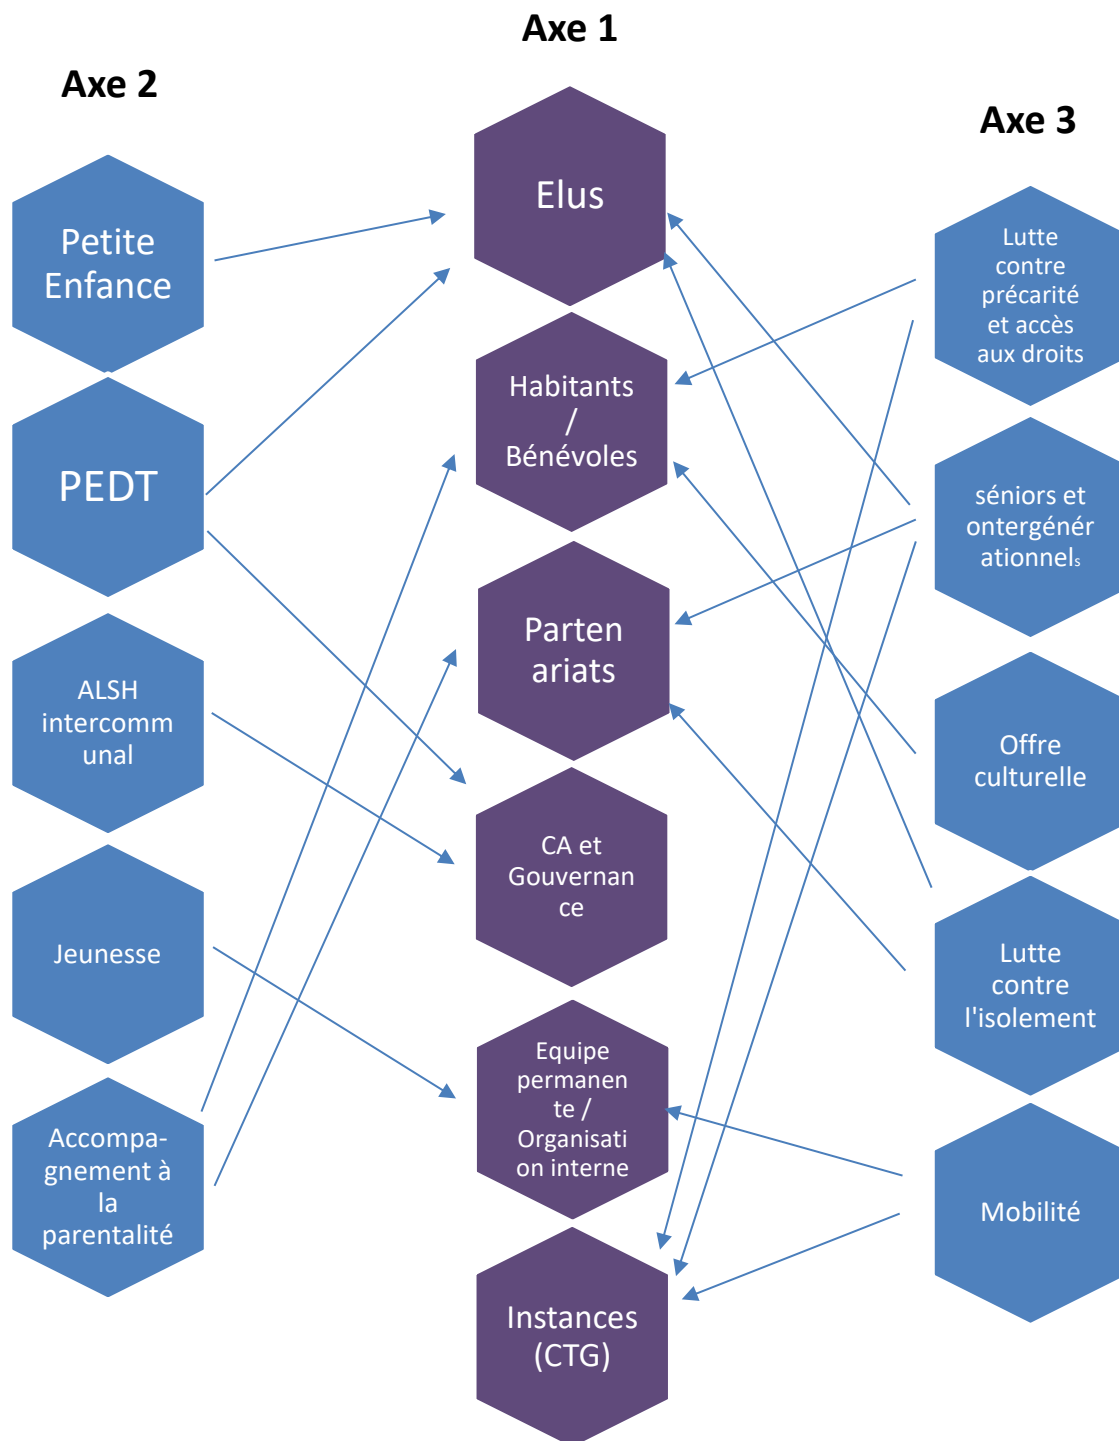 Axe 1
Axe 2
Axe 3
Petite
Enfance
PEDT
ALSH
intercomm
unal
Jeunesse
Accompa-
gnement à
la
parentalité
Elus
Habitants
/
Bénévoles
Parten
ariats
CA et
Gouvernan
ce
Equipe
permanen
te /
Organisati
on interne
Instances
(CTG)
Lutte
contre
précarité
et accès
aux droits
séniors et
ontergénér
ationnels
Offre
culturelle
Lutte
contre
l'isolement
Mobilité